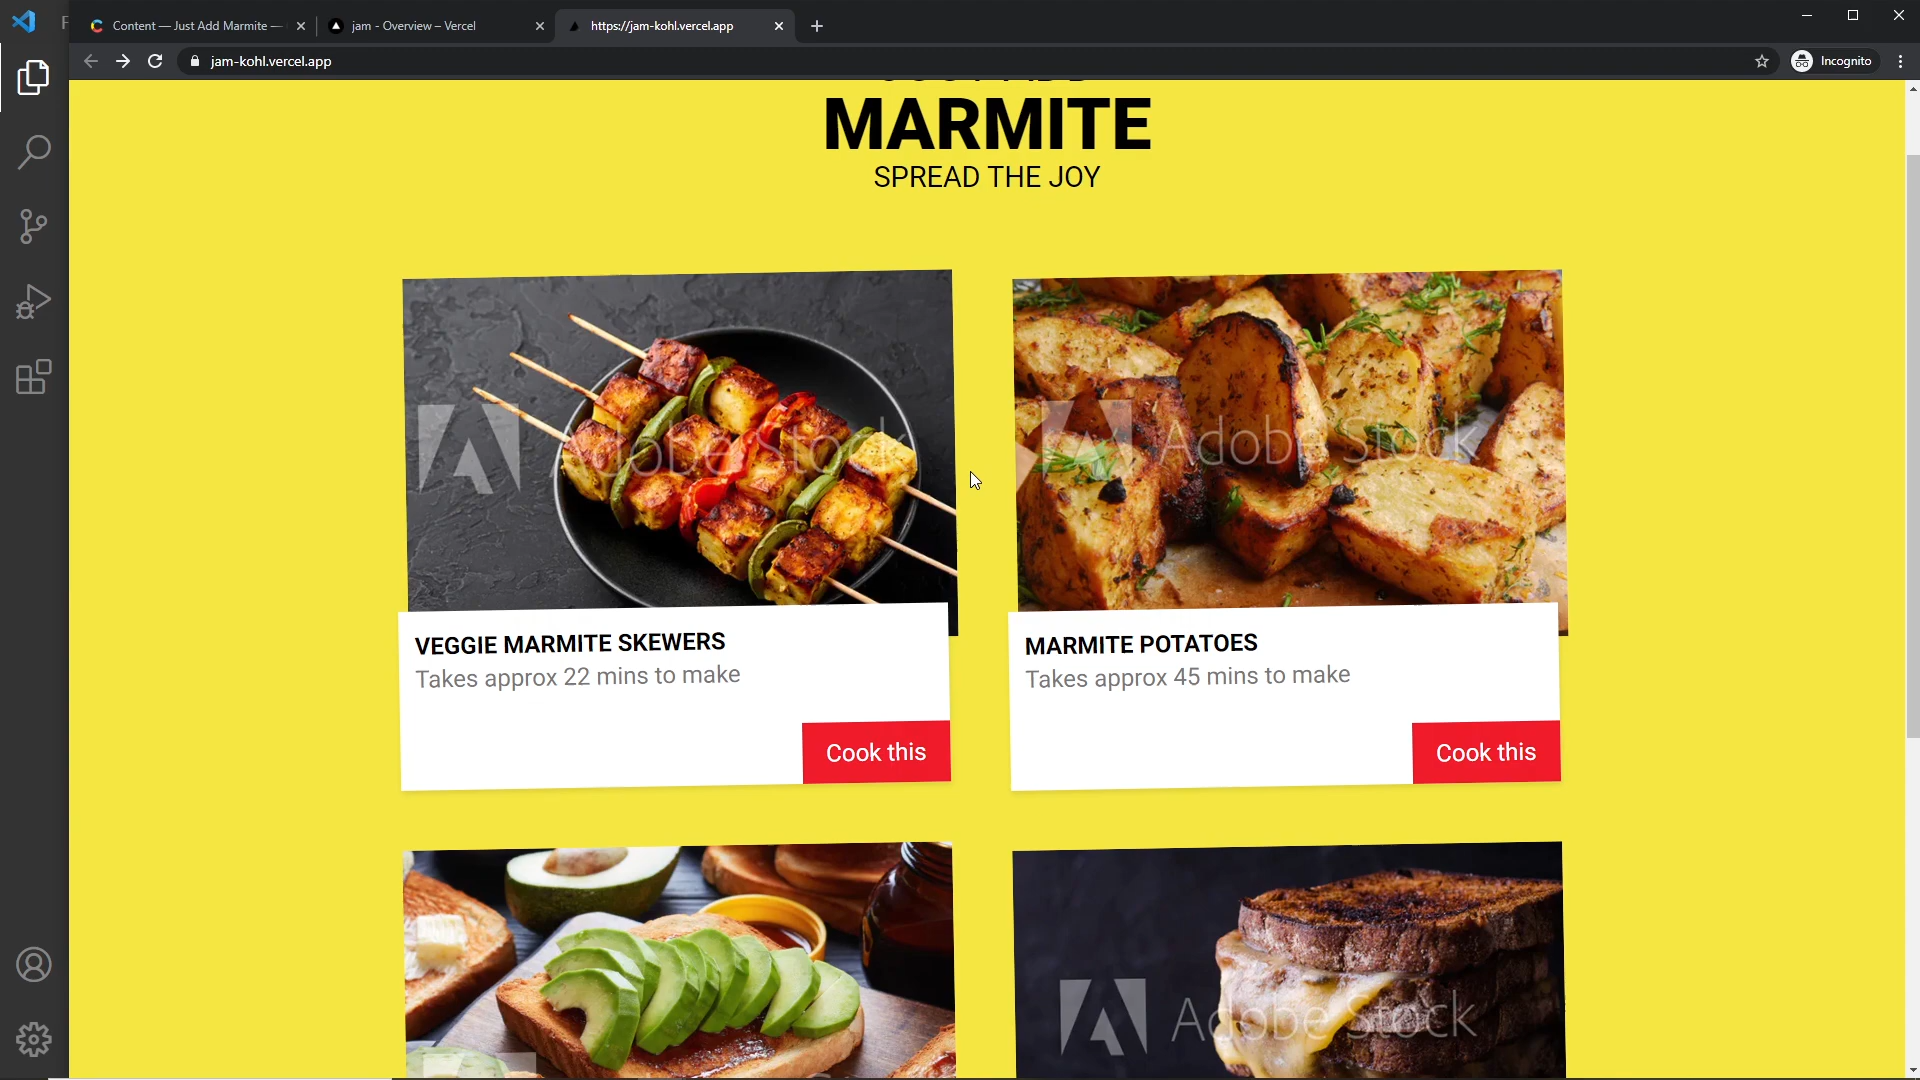 Content — Just Add Marmite —
jam - Overview – Vercel
https://jam-kohl.vercel.app
jam-kohl.vercel.app
Incognito
MARMITE
SPREAD THE JOY
Adobe Stock
Adobe Stock
VEGGIE MARMITE SKEWERS
Takes approx 22 mins to make
Cook this
MARMITE POTATOES
Takes approx 45 mins to make
Cook this
Adobe Stock